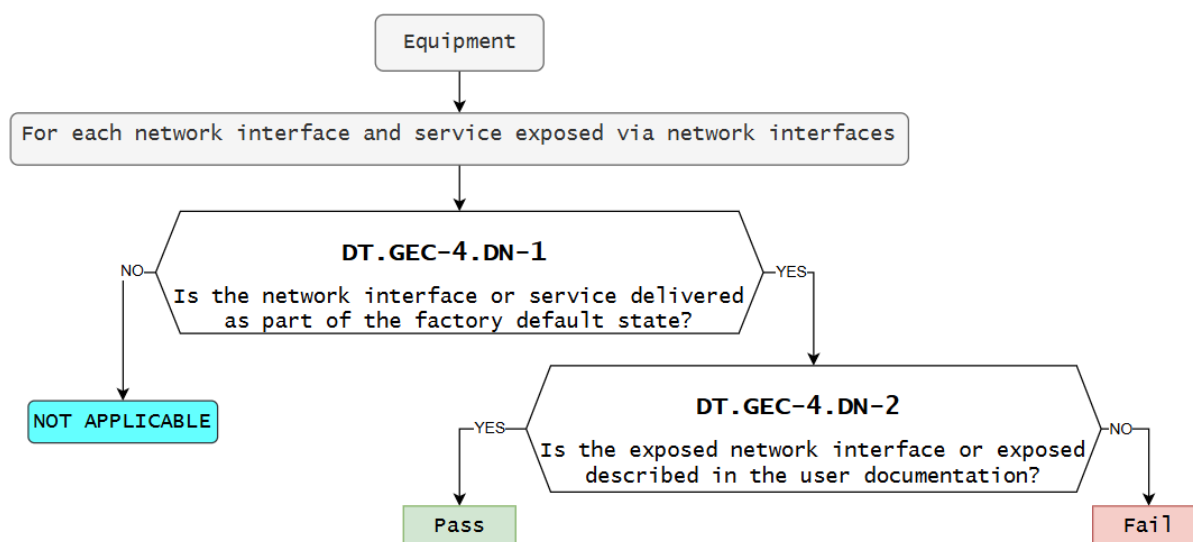 Equipment
For each network interface and service exposed via network interfaces
DT.GEC-4.DN-1
NO
YES
Is the network interface or service delivered
as part of the factory default state?
NOT APPLICABLE
DT.GEC-4.DN-2
YES
NO
Is the exposed network interface or exposed
described in the user documentation?
Pass
Fail